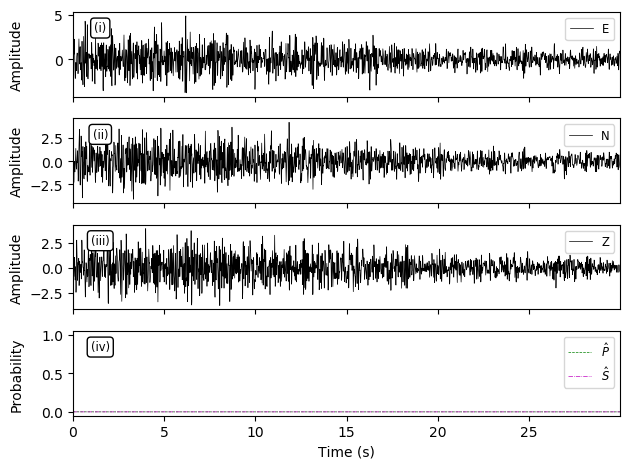 Amplitude
5
0
(i)
E
Amplitude
2.5
0.0
−2.5
(ii)
N
Amplitude
2.5
0.0
−2.5
(iii)
Z
Probability
1.0
0.5
0.0
(iv)
P̂
Ŝ
0 5 10 15 20 25
Time (s)